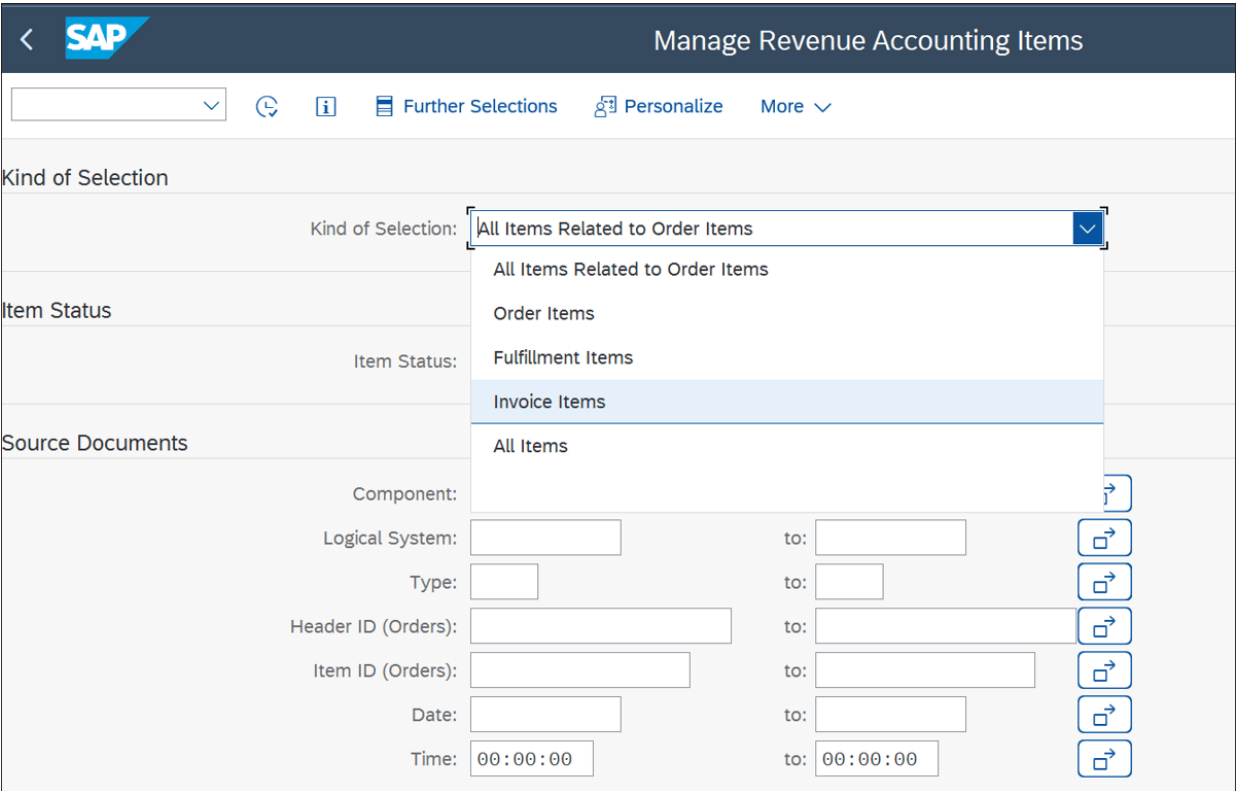 SAP Manage Revenue Accounting Items
Further Selections Personalize More
Kind of Selection
Kind of Selection: All Items Related to Order Items
All Items Related to Order Items
Order Items
Item Status
Fulfillment Items
Item Status:
Invoice Items
Source Documents
All Items
Component:
Logical System: to:
Type: to:
Header ID (Orders): to:
Item ID (Orders): to:
Date: to:
Time: 00:00:00 to: 00:00:00